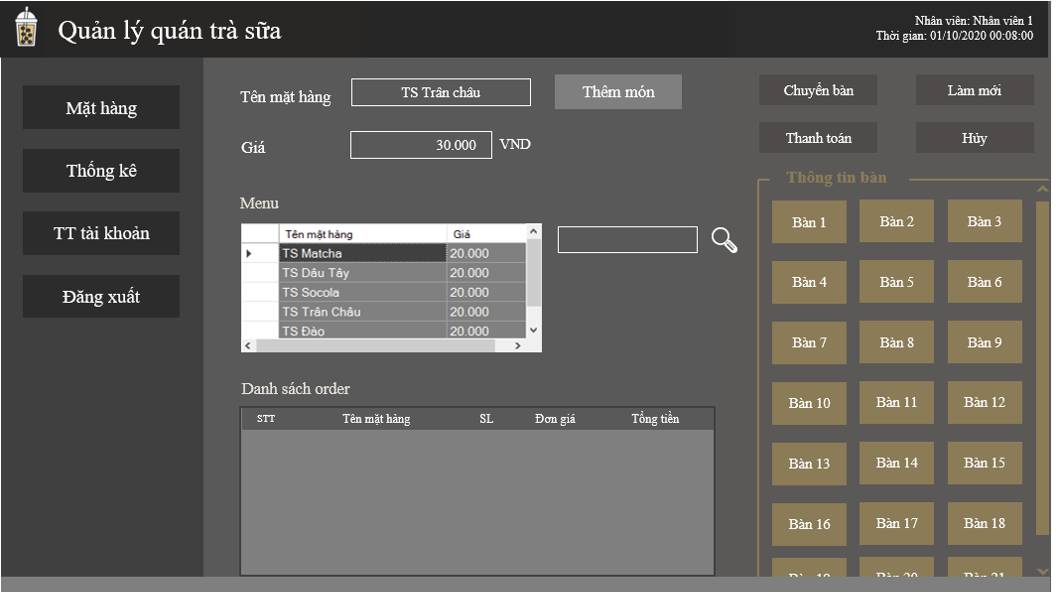 Quản lý quán trà sữa
Nhân viên: Nhân viên 1
Thời gian: 01/10/2020 00:08:00
Mặt hàng
Thống kê
TT tài khoản
Đăng xuất
Tên mặt hàng TS Trân châu Thêm món
Giá 30.000 VND
Menu
Tên mặt hàng Giá
TS Matcha 20.000
TS Dâu Tây 20.000
TS Socola 20.000
TS Trân Châu 20.000
TS Đào 20.000
Danh sách order
STT Tên mặt hàng SL Đơn giá Tổng tiền
Chuyển bàn Làm mới
Thanh toán Hủy
Thông tin bàn
Bàn 1 Bàn 2 Bàn 3
Bàn 4 Bàn 5 Bàn 6
Bàn 7 Bàn 8 Bàn 9
Bàn 10 Bàn 11 Bàn 12
Bàn 13 Bàn 14 Bàn 15
Bàn 16 Bàn 17 Bàn 18
Bàn 19 Bàn 20 Bàn 21